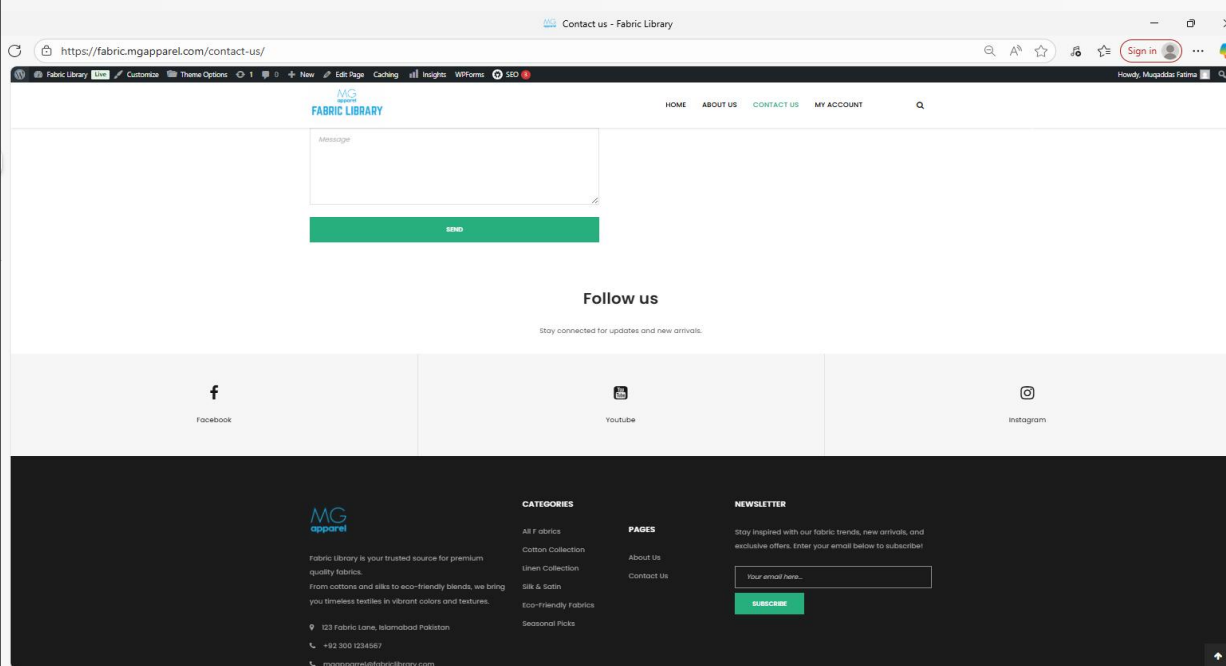 Contact us - Fabric Library
https://fabric.mgapparel.com/contact-us/
Sign in
Fabric Library Live Customize Theme Options 1 0 New Edit Page Caching Insights WPForms SEO
Howdy, Muqaddas Fatima
MG
apparel
FABRIC LIBRARY
HOME ABOUT US CONTACT US MY ACCOUNT
Message
SEND
Follow us
Stay connected for updates and new arrivals.
Facebook
Youtube
Instagram
MG
apparel
Fabric Library is your trusted source for premium
quality fabrics.
From cottons and silks to eco-friendly blends, we bring
you timeless textiles in vibrant colors and textures.
123 Fabric Lane, Islamabad Pakistan
+92 300 1234567
mgapparrel@fabriclibrary.com
CATEGORIES
All F abrics
Cotton Collection
Linen Collection
Silk & Satin
Eco-Friendly Fabrics
Seasonal Picks
PAGES
About Us
Contact Us
NEWSLETTER
Stay inspired with our fabric trends, new arrivals, and
exclusive offers. Enter your email below to subscribe!
Your email here...
SUBSCRIBE